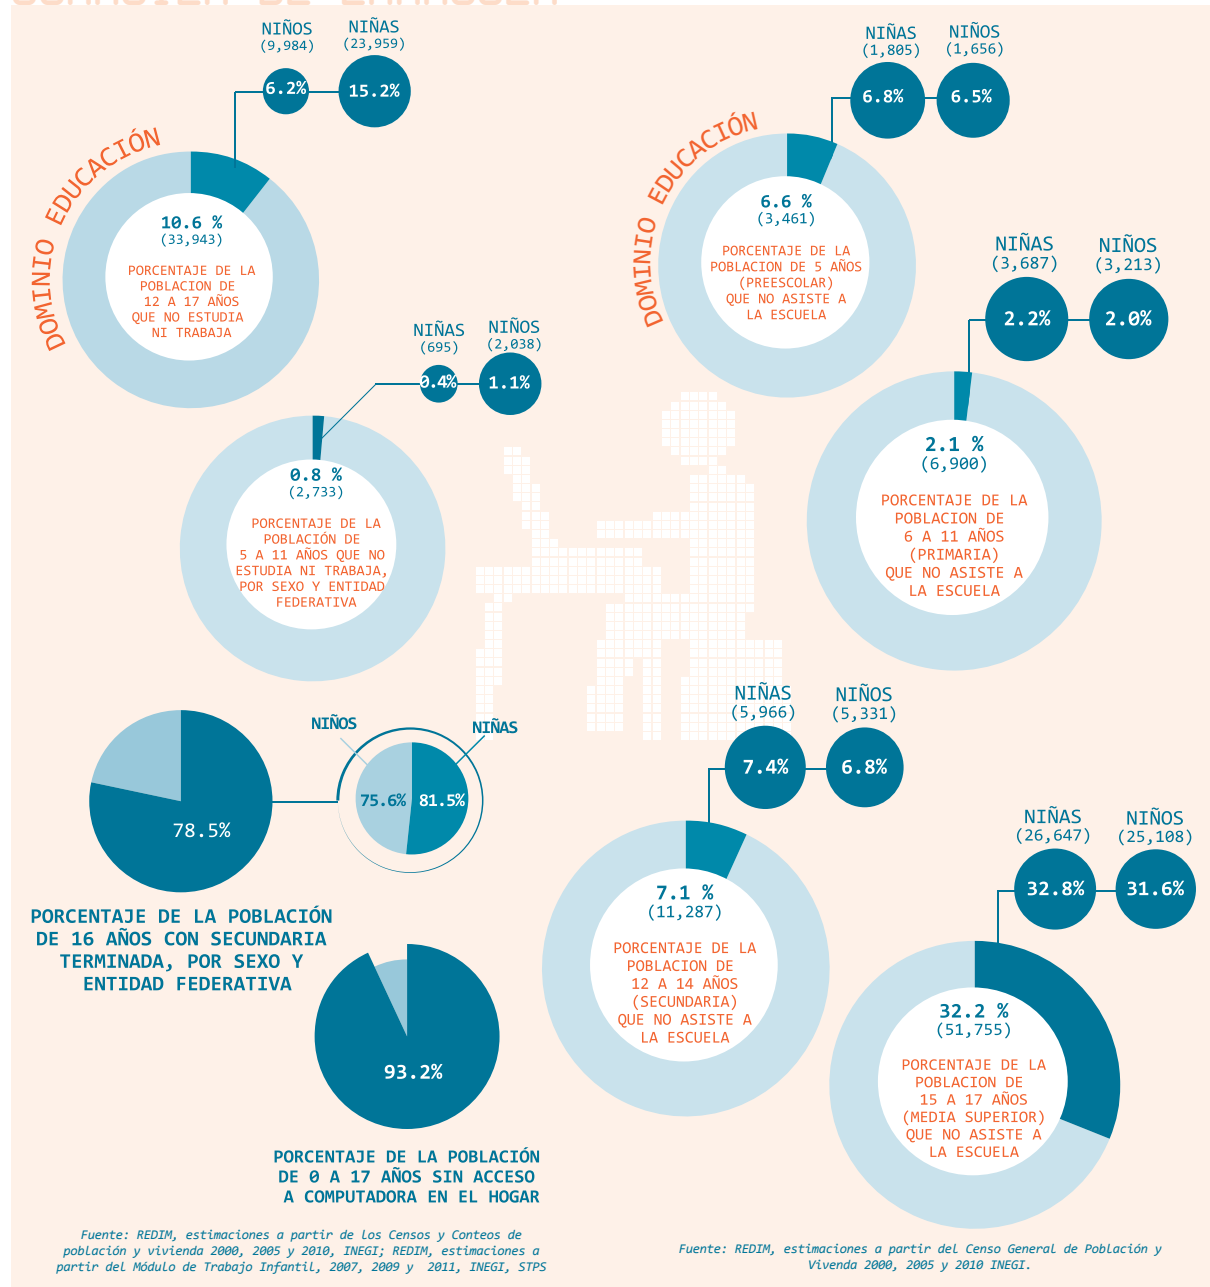 NIÑOS
(9,984)
NIÑAS
(23,959)
6.2%
15.2%
DOMINIO EDUCACIÓN
10.6 %
(33,943)
PORCENTAJE DE LA
POBLACION DE
12 A 17 AÑOS
QUE NO ESTUDIA
NI TRABAJA
NIÑAS
(695)
NIÑOS
(2,038)
0.4%
1.1%
0.8 %
(2,733)
PORCENTAJE DE LA
POBLACIÓN DE
5 A 11 AÑOS QUE NO
ESTUDIA NI TRABAJA,
POR SEXO Y ENTIDAD
FEDERATIVA
NIÑOS
NIÑAS
75.6%
81.5%
78.5%
PORCENTAJE DE LA POBLACIÓN
DE 16 AÑOS CON SECUNDARIA
TERMINADA, POR SEXO Y
ENTIDAD FEDERATIVA
93.2%
PORCENTAJE DE LA POBLACIÓN
DE 0 A 17 AÑOS SIN ACCESO
A COMPUTADORA EN EL HOGAR
Fuente: REDIM, estimaciones a partir de los Censos y Conteos de
población y vivienda 2000, 2005 y 2010, INEGI; REDIM, estimaciones a
partir del Módulo de Trabajo Infantil, 2007, 2009 y 2011, INEGI, STPS
NIÑAS
(1,805)
NIÑOS
(1,656)
6.8%
6.5%
DOMINIO EDUCACIÓN
6.6 %
(3,461)
PORCENTAJE DE LA
POBLACION DE 5 AÑOS
(PREESCOLAR)
QUE NO ASISTE A
LA ESCUELA
NIÑAS
(3,687)
NIÑOS
(3,213)
2.2%
2.0%
2.1 %
(6,900)
PORCENTAJE DE LA
POBLACION DE
6 A 11 AÑOS
(PRIMARIA)
QUE NO ASISTE A
LA ESCUELA
NIÑAS
(5,966)
NIÑOS
(5,331)
7.4%
6.8%
7.1 %
(11,287)
PORCENTAJE DE LA
POBLACION DE
12 A 14 AÑOS
(SECUNDARIA)
QUE NO ASISTE A
LA ESCUELA
NIÑAS
(26,647)
NIÑOS
(25,108)
32.8%
31.6%
32.2 %
(51,755)
PORCENTAJE DE LA
POBLACION DE
15 A 17 AÑOS
(MEDIA SUPERIOR)
QUE NO ASISTE A
LA ESCUELA
Fuente: REDIM, estimaciones a partir del Censo General de Población y
Vivenda 2000, 2005 y 2010 INEGI.